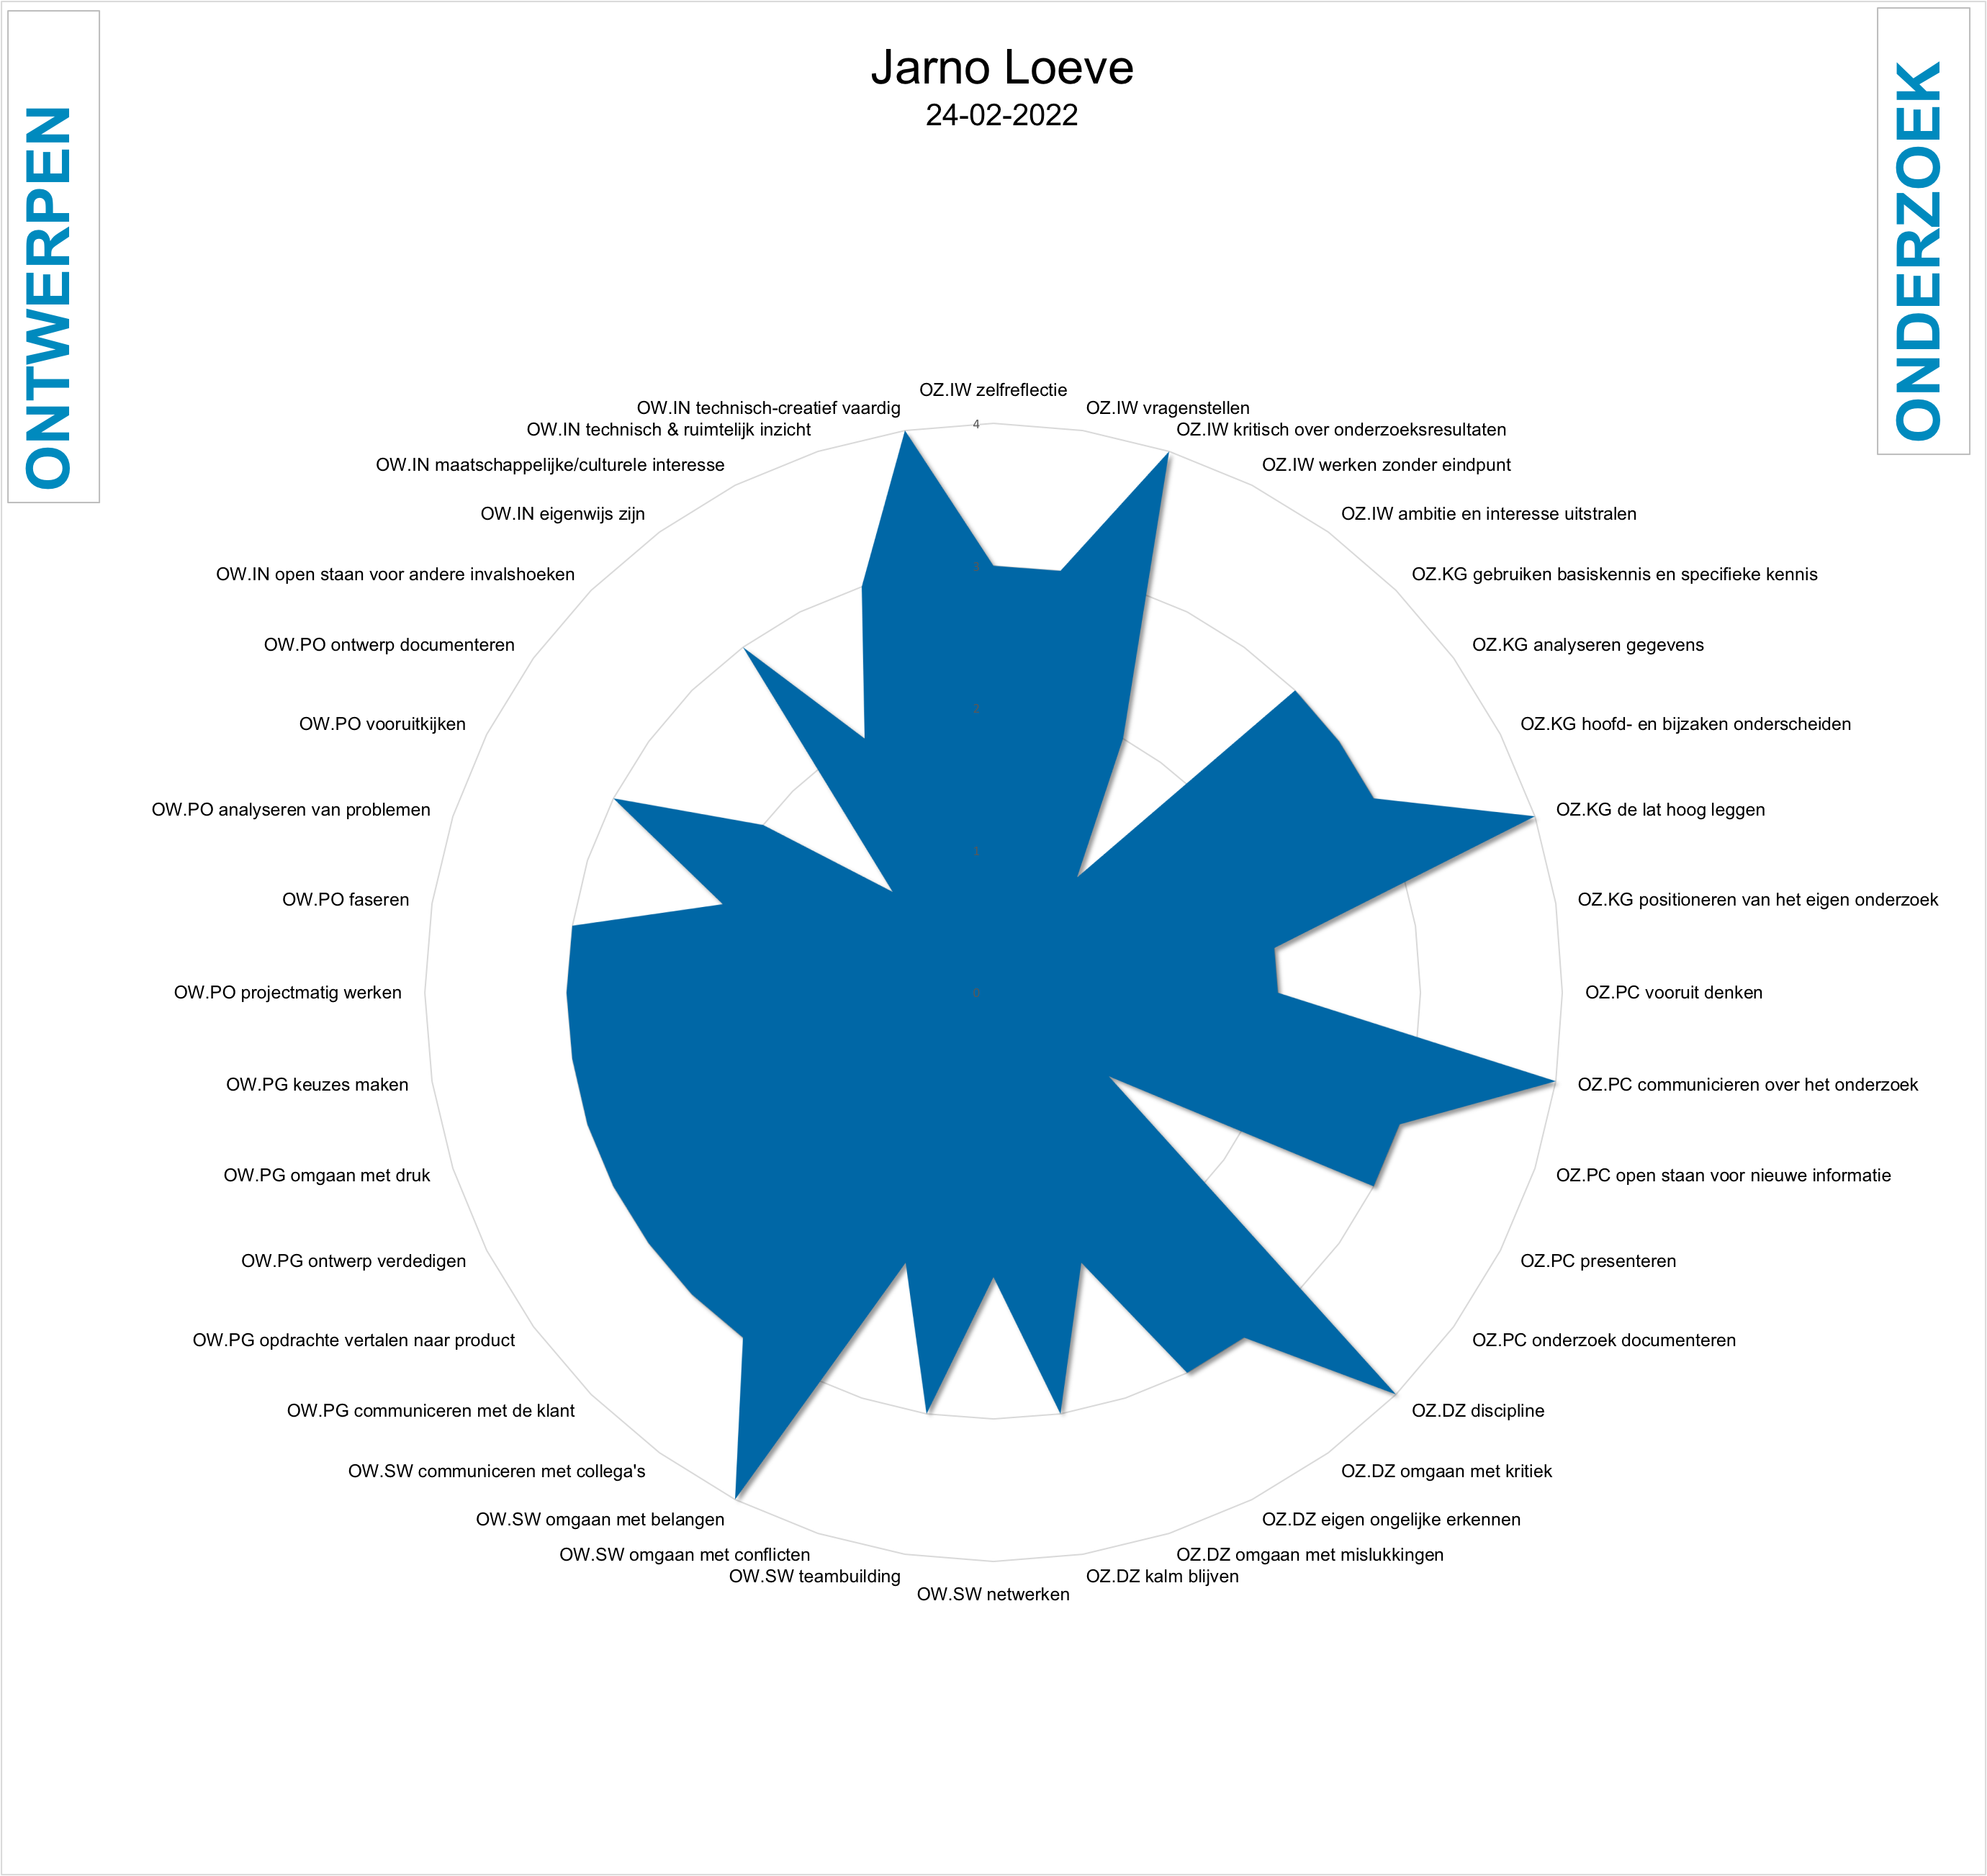 ONTWERPEN
ONDERZOEK
Jarno Loeve
24-02-2022
OZ.IW zelfreflectie
OZ.IW vragenstellen
OZ.IW kritisch over onderzoeksresultaten
OZ.IW werken zonder eindpunt
OZ.IW ambitie en interesse uitstralen
OZ.KG gebruiken basiskennis en specifieke kennis
OZ.KG analyseren gegevens
OZ.KG hoofd- en bijzaken onderscheiden
OZ.KG de lat hoog leggen
OZ.KG positioneren van het eigen onderzoek
OZ.PC vooruit denken
OZ.PC communicieren over het onderzoek
OZ.PC open staan voor nieuwe informatie
OZ.PC presenteren
OZ.PC onderzoek documenteren
OZ.DZ discipline
OZ.DZ omgaan met kritiek
OZ.DZ eigen ongelijke erkennen
OZ.DZ omgaan met mislukkingen
OZ.DZ kalm blijven
OW.SW netwerken
OW.SW teambuilding
OW.SW omgaan met conflicten
OW.SW omgaan met belangen
OW.SW communiceren met collega's
OW.PG communiceren met de klant
OW.PG opdrachte vertalen naar product
OW.PG ontwerp verdedigen
OW.PG omgaan met druk
OW.PG keuzes maken
OW.PO projectmatig werken
OW.PO faseren
OW.PO analyseren van problemen
OW.PO vooruitkijken
OW.PO ontwerp documenteren
OW.IN open staan voor andere invalshoeken
OW.IN eigenwijs zijn
OW.IN maatschappelijke/culturele interesse
OW.IN technisch & ruimtelijk inzicht
OW.IN technisch-creatief vaardig
4
3
2
1
0